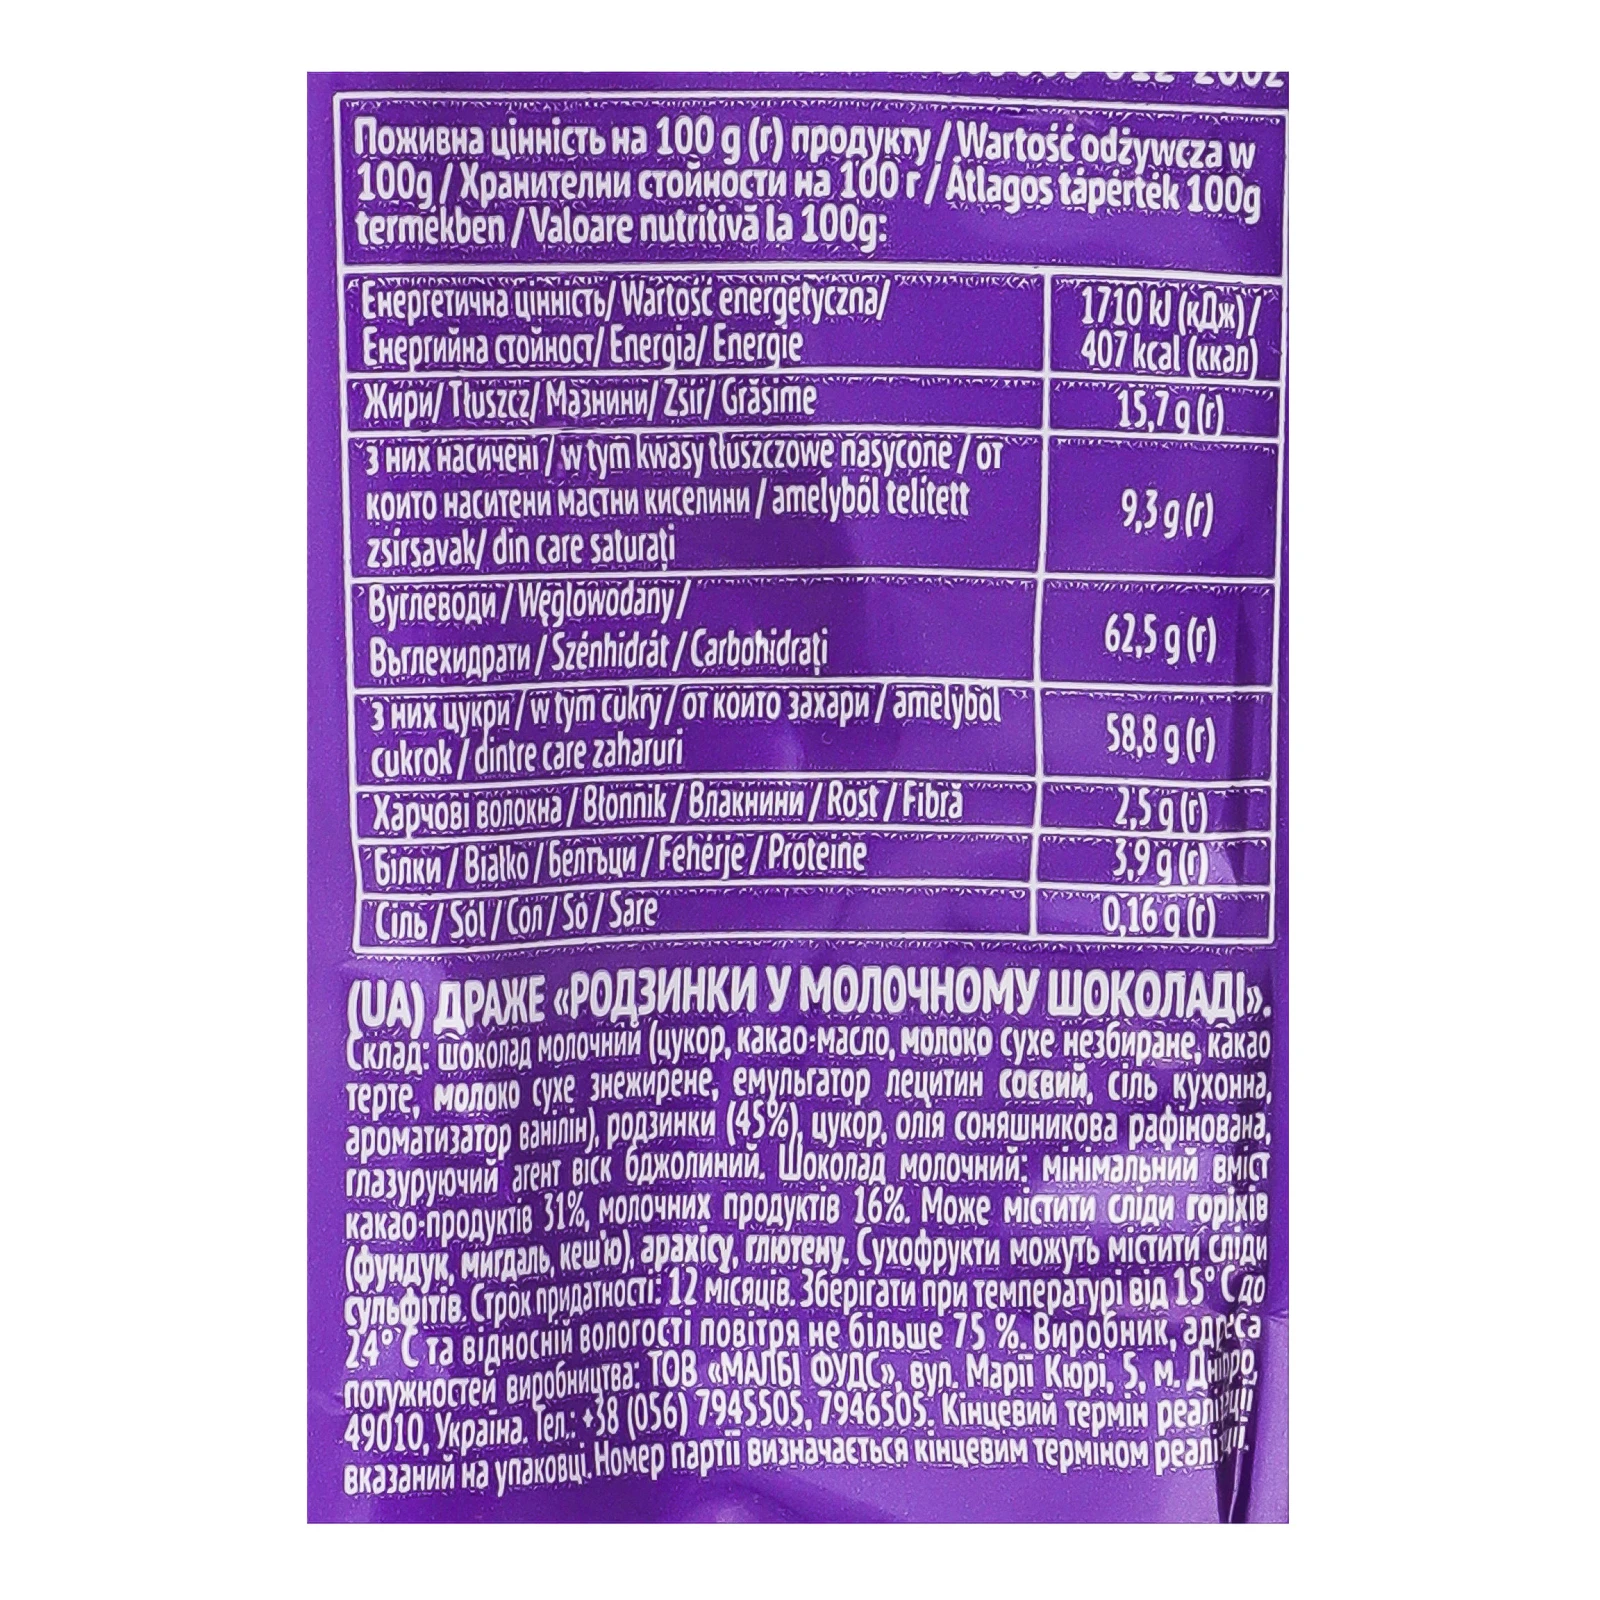 Поживна цінність на 100 g (г) продукту / Wartość odżywcza w
100g / Хранителни стойности на 100 г / Átlagos tápérték 100g
termékben / Valoare nutritivă la 100g:
Енергетична цінність/ Wartość energetyczna/
Енергийна стойност/ Energia/ Energie
1710 kJ (кДж)/
407 kcal (ккал)
Жири/ Tłuszcz/ Мазнини/ Zsír/ Grăsime
15,7 g (г)
з них насичені / w tym kwasy tłuszczowe nasycone / от
които наситени мастни киселини / amelyből telített
zsírsavak/ din care saturați
9,3 g (г)
Вуглеводи / Węglowodany /
Въглехидрати / Szénhidrát / Carbohidrați
62,5 g (г)
з них цукри / w tym cukry / от които захари / amelyből
cukrok / dintre care zaharuri
58,8 g (г)
Харчові волокна / Błonnik / Влакнини / Rost / Fibră
2,5 g (г)
Білки / Białko / Белтъци / Fehérje / Proteine
3,9 g (г)
Сіль / Sól / Сол / Só / Sare
0,16 g (г)
(UA) ДРАЖЕ «РОДЗИНКИ У МОЛОЧНОМУ ШОКОЛАДІ».
Склад: шоколад молочний (цукор, какао-масло, молоко сухе незбиране, какао
терте, молоко сухе знежирене, емульгатор лецитин соєвий, сіль кухонна,
ароматизатор ванілін), родзинки (45%), цукор, олія соняшникова рафінована,
глазуруючий агент віск бджолиний. Шоколад молочний: мінімальний вміст
какао-продуктів 31%, молочних продуктів 16%. Може містити сліди горіхів
(фундук, мигдаль, кеш'ю), арахісу, глютену. Сухофрукти можуть містити сліди
сульфітів. Строк придатності: 12 місяців. Зберігати при температурі від 15° С до
24° С та відносній вологості повітря не більше 75 %. Виробник, адреса
потужностей виробництва: ТОВ «МАЛБІ ФУДС», вул. Марії Кюрі, 5, м. Дніпро,
49010, Україна. Тел.: +38 (056) 7945505, 7946505. Кінцевий термін реалізації
вказаний на упаковці. Номер партії визначається кінцевим терміном реалізації.